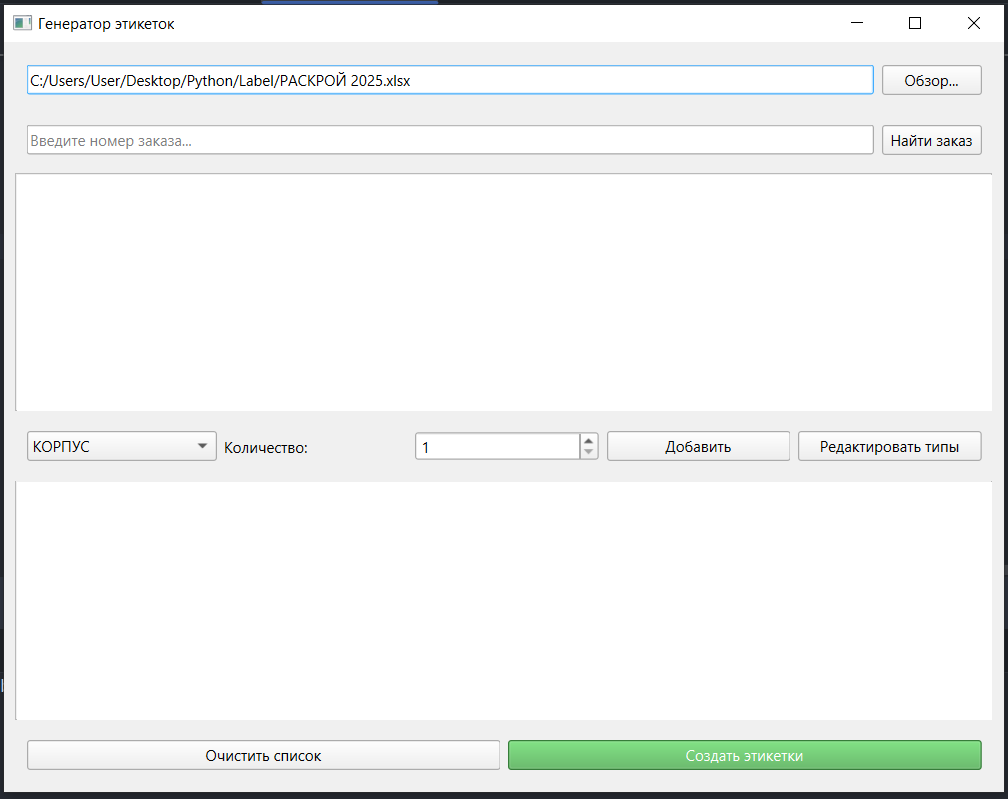 Генератор этикеток
C:/Users/User/Desktop/Python/Label/РАСКРОЙ 2025.xlsx
Обзор...
Введите номер заказа...
Найти заказ
КОРПУС
Количество:
1
Добавить
Редактировать типы
Очистить список
Создать этикетки